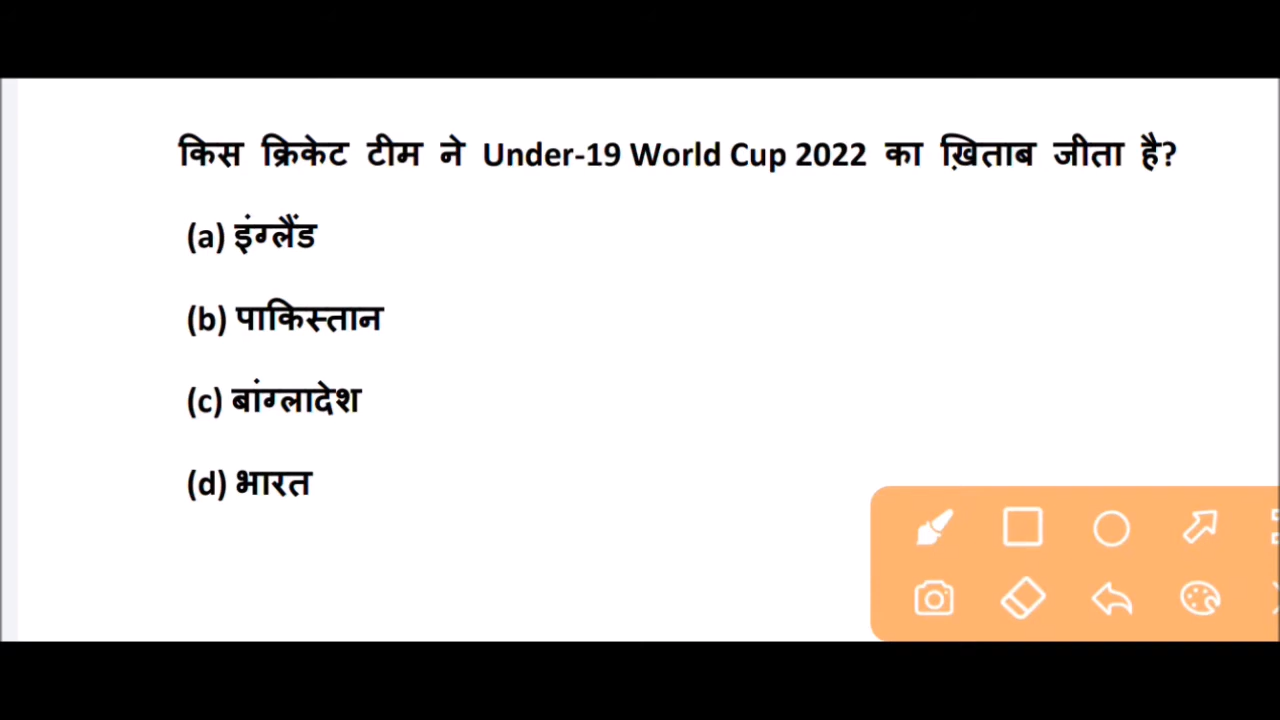 किस क्रिकेट टीम ने Under-19 World Cup 2022 का ख़िताब जीता है?
(a) इंग्लैंड
(b) पाकिस्तान
(c) बांग्लादेश
(d) भारत